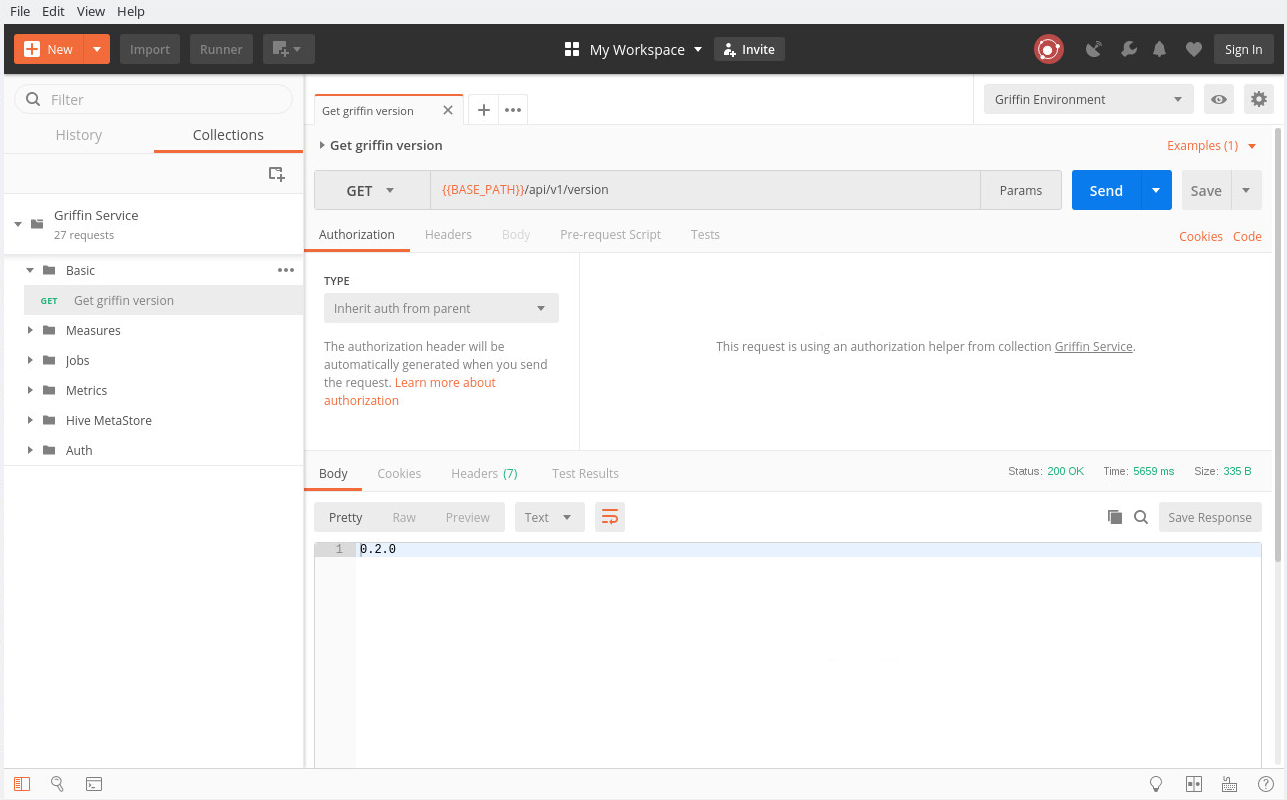 File Edit View Help
New Import Runner My Workspace Invite Sign In
Filter
History Collections
Griffin Service
27 requests
Basic
GET Get griffin version
Measures
Jobs
Metrics
Hive MetaStore
Auth
Get griffin version
Griffin Environment
Get griffin version
Examples (1)
GET {{BASE_PATH}}/api/v1/version Params Send Save
Authorization Headers Body Pre-request Script Tests Cookies Code
TYPE
Inherit auth from parent
The authorization header will be
automatically generated when you send
the request. Learn more about
authorization
This request is using an authorization helper from collection Griffin Service.
Body Cookies Headers (7) Test Results Status: 200 OK Time: 5659 ms Size: 335 B
Pretty Raw Preview Text Save Response
1 0.2.0